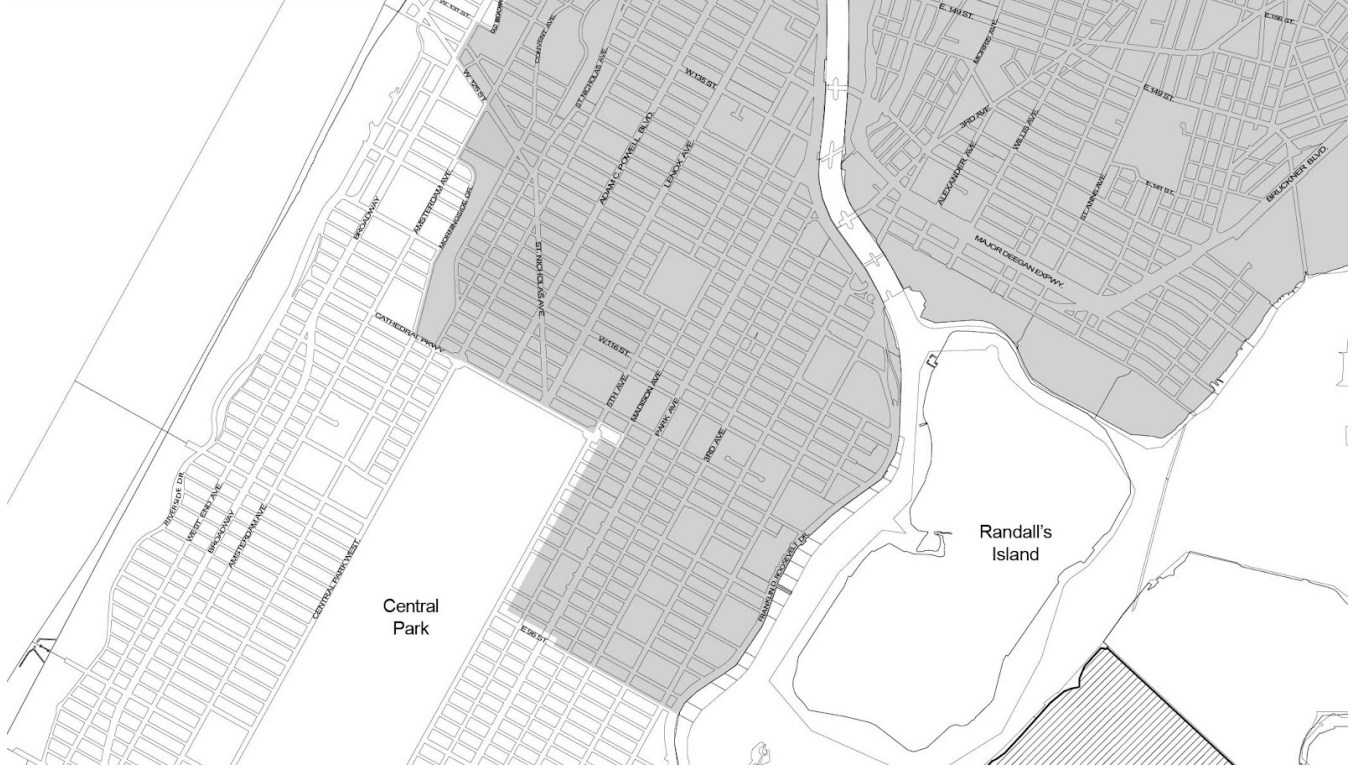 W. 131 ST.
CONVENT AVE
ST. NICHOLAS AVE.
W. 125 ST.
W.135 ST.
E. 149 ST.
MORRIS AVE.
E. 156 ST.
E. 149 ST.
3RD AVE.
WILLIS AVE.
ALEXANDER AVE.
ADAM C. POWELL BLVD.
LENOX AVE.
ST. ANNS AVE.
E.141 ST.
BRUCKNER BLVD.
BROADWAY
AMSTERDAM AVE.
MORNINGSIDE DR.
ST. NICHOLAS AVE.
MAJOR DEEGAN EXPWY.
CATHEDRAL PKWY.
W.116 ST.
5TH AVE.
MADISON AVE.
PARK AVE.
3RD AVE.
RIVERSIDE DR.
WEST END AVE.
BROADWAY
AMSTERDAM AVE.
CENTRAL PARK WEST.
FRANKLIN D. ROOSEVELT DR.
Randall's
Island
Central
Park
E.96 ST.